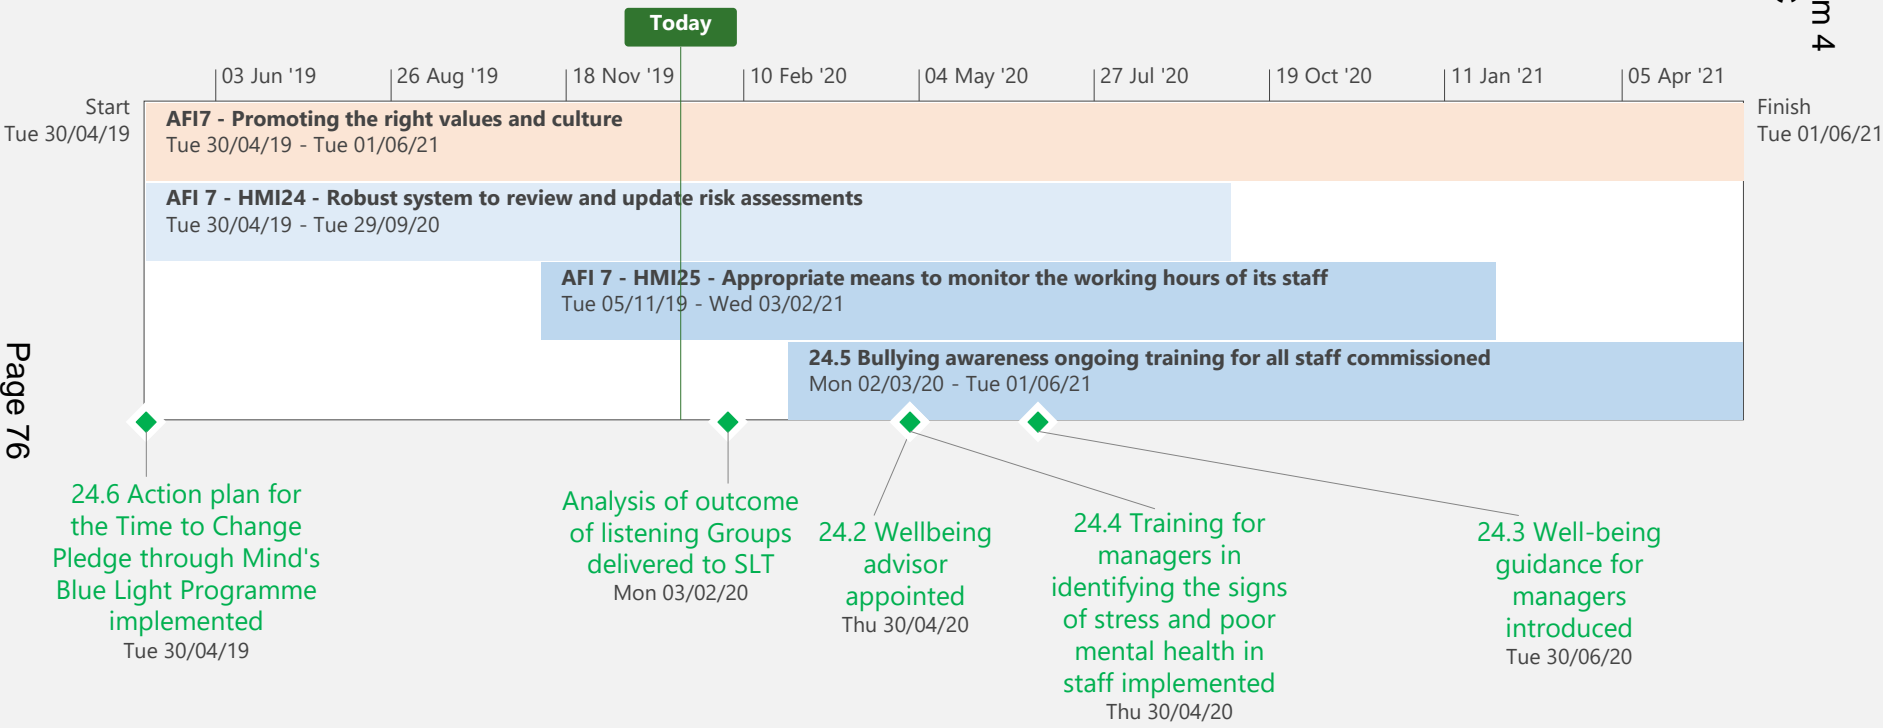 m 4
Today
03 Jun '19
26 Aug '19
18 Nov '19
10 Feb '20
04 May '20
27 Jul '20
19 Oct '20
11 Jan '21
05 Apr '21
Start
Tue 30/04/19
Finish
Tue 01/06/21
AFI7 - Promoting the right values and culture
Tue 30/04/19 - Tue 01/06/21
AFI 7 - HMI24 - Robust system to review and update risk assessments
Tue 30/04/19 - Tue 29/09/20
AFI 7 - HMI25 - Appropriate means to monitor the working hours of its staff
Tue 05/11/19 - Wed 03/02/21
24.5 Bullying awareness ongoing training for all staff commissioned
Mon 02/03/20 - Tue 01/06/21
Page 76
24.6 Action plan for
the Time to Change
Pledge through Mind's
Blue Light Programme
implemented
Tue 30/04/19
Analysis of outcome
of listening Groups
delivered to SLT
Mon 03/02/20
24.2 Wellbeing
advisor
appointed
Thu 30/04/20
24.4 Training for
managers in
identifying the signs
of stress and poor
mental health in
staff implemented
Thu 30/04/20
24.3 Well-being
guidance for
managers
introduced
Tue 30/06/20